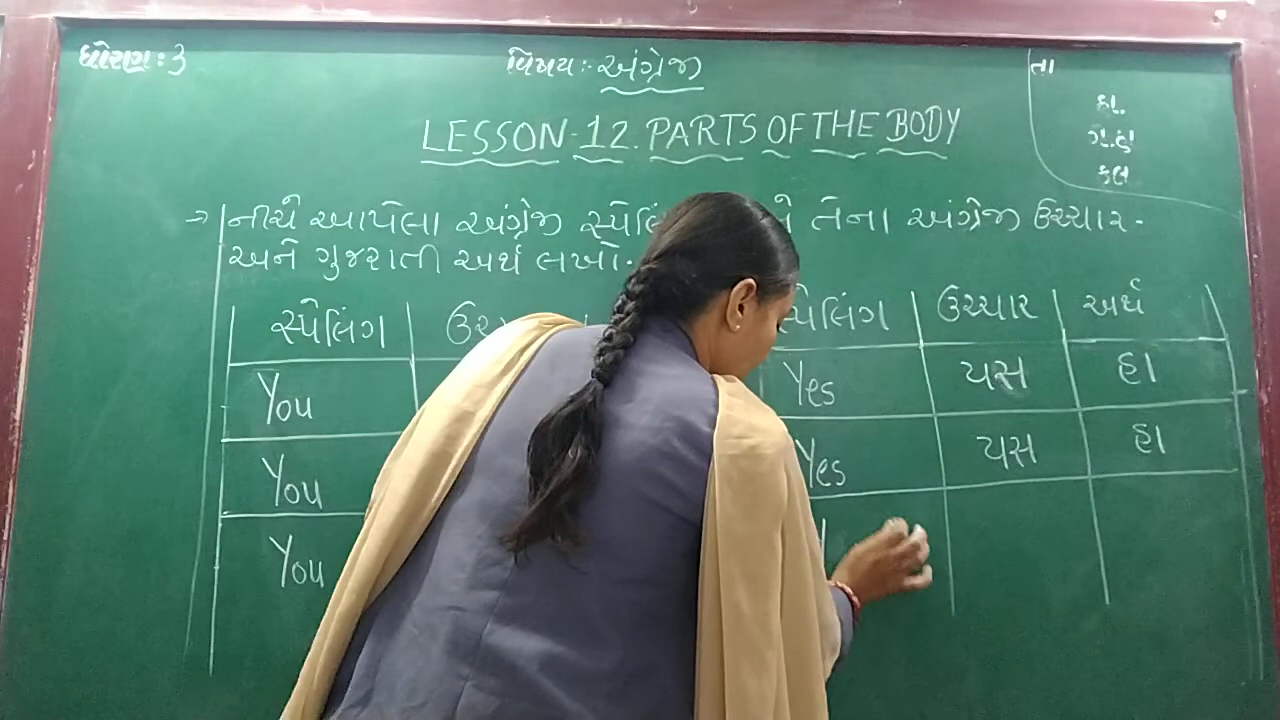 ધોરણ: 3
વિષય:- અંગ્રેજી
તા
LESSON-12. PARTS OF THE BODY
→ નીચે આપેલા અંગ્રેજી તેના અંગ્રેજી ઉચ્ચાર-
અને ગુજરાતી અર્થ લખો.
સ્પેલિંગ સ્પેલિંગ ઉચ્ચાર અર્થ
You Yes યસ હા
You Yes યસ હા
You